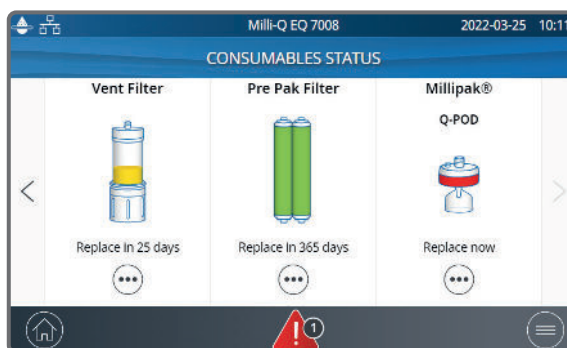 Milli-Q EQ 7008 2022-03-25 10:11
CONSUMABLES STATUS
Vent Filter Pre Pak Filter Millipak®
Q-POD
Replace in 25 days Replace in 365 days Replace now
1